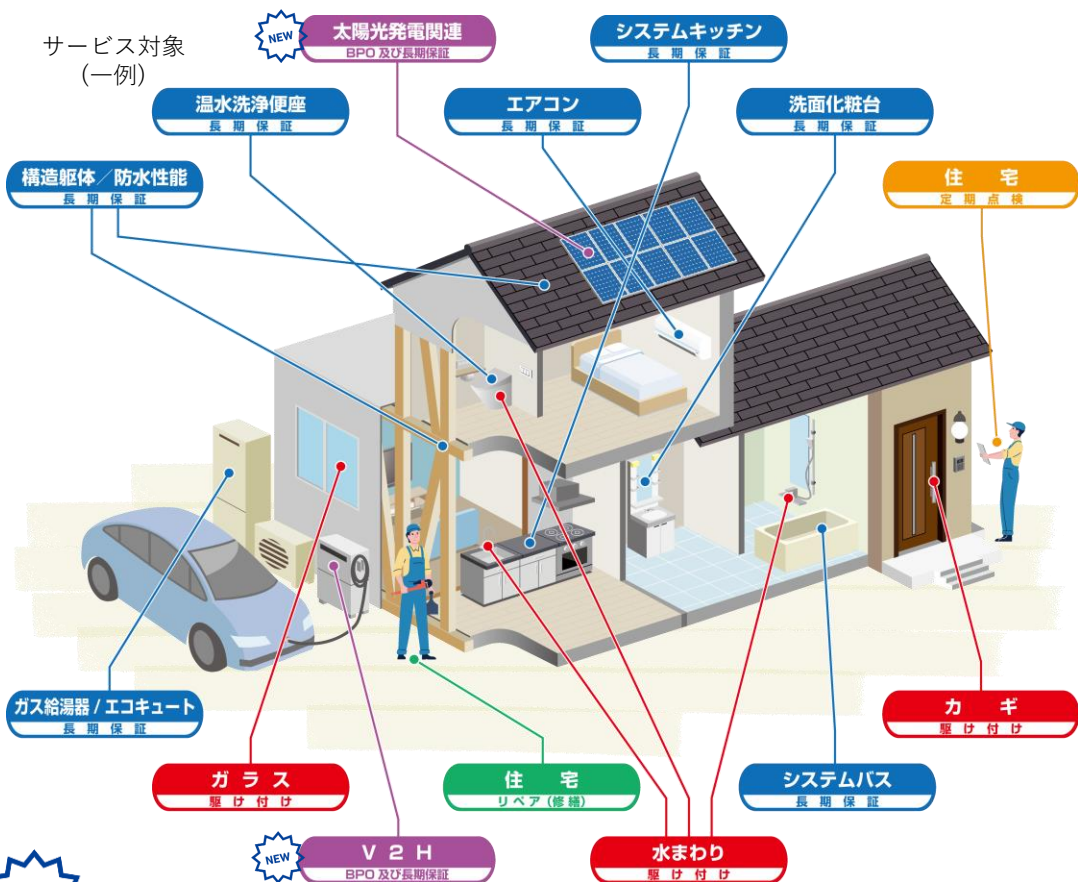 サービス対象
(一例)
NEW
太陽光発電関連
BPO 及び長期保証
システムキッチン
長期保証
温水洗浄便座
長期保証
エアコン
長期保証
洗面化粧台
長期保証
構造躯体／防水性能
長期保証
住宅
定期点検
ガス給湯器 / エコキュート
長期保証
カギ
駆け付け
ガラス
駆け付け
住宅
リペア (修繕)
システムバス
長期保証
NEW
V2H
BPO 及び長期保証
水まわり
駆け付け